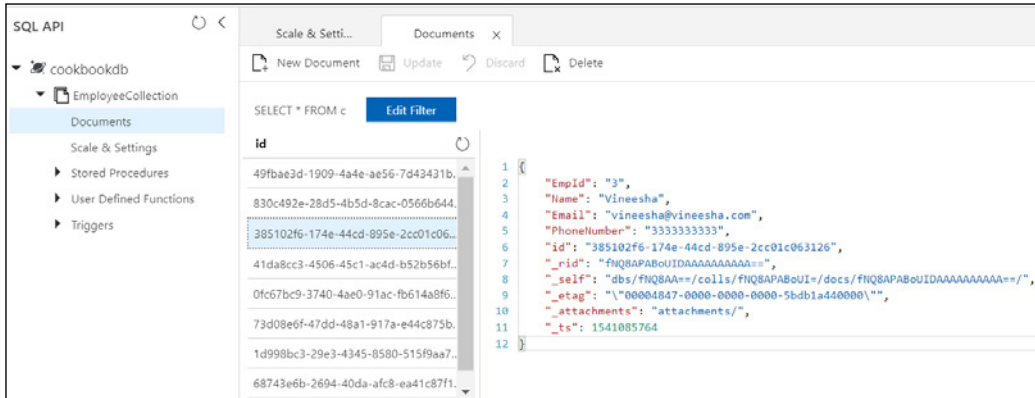 SQL API
cookbookdb
EmployeeCollection
Documents
Scale & Settings
Stored Procedures
User Defined Functions
Triggers
Scale & Setti...
Documents
New Document
Update
Discard
Delete
SELECT * FROM c
Edit Filter
id
49fbae3d-1909-4a4e-ae56-7d43431b.
830c492e-28d5-4b5d-8cac-0566b644.
385102f6-174e-44cd-895e-2cc01c06...
41da8cc3-4506-45c1-ac4d-b52b56bf..
0fc67bc9-3740-4ae0-91ac-fb614a8f6..
73d08e6f-47dd-48a1-917a-e44c875b.
1d998bc3-29e3-4345-8580-515f9aa7..
68743e6b-2694-40da-afc8-ea41c87f1.
1 {
2 "EmpId": "3",
3 "Name": "Vineesha",
4 "Email": "vineesha@vineesha.com",
5 "PhoneNumber": "3333333333",
6 "id": "385102f6-174e-44cd-895e-2cc01c063126",
7 "_rid": "fNQ8APABoUIDAAAAAAAAAA==",
8 "_self": "dbs/fNQ8AA==/colls/fNQ8APABoUI=/docs/fNQ8APABoUIDAAAAAAAAAA==/",
9 "_etag": "\"00004847-0000-0000-0000-5bdb1a440000\"",
10 "_attachments": "attachments/",
11 "_ts": 1541085764
12 }